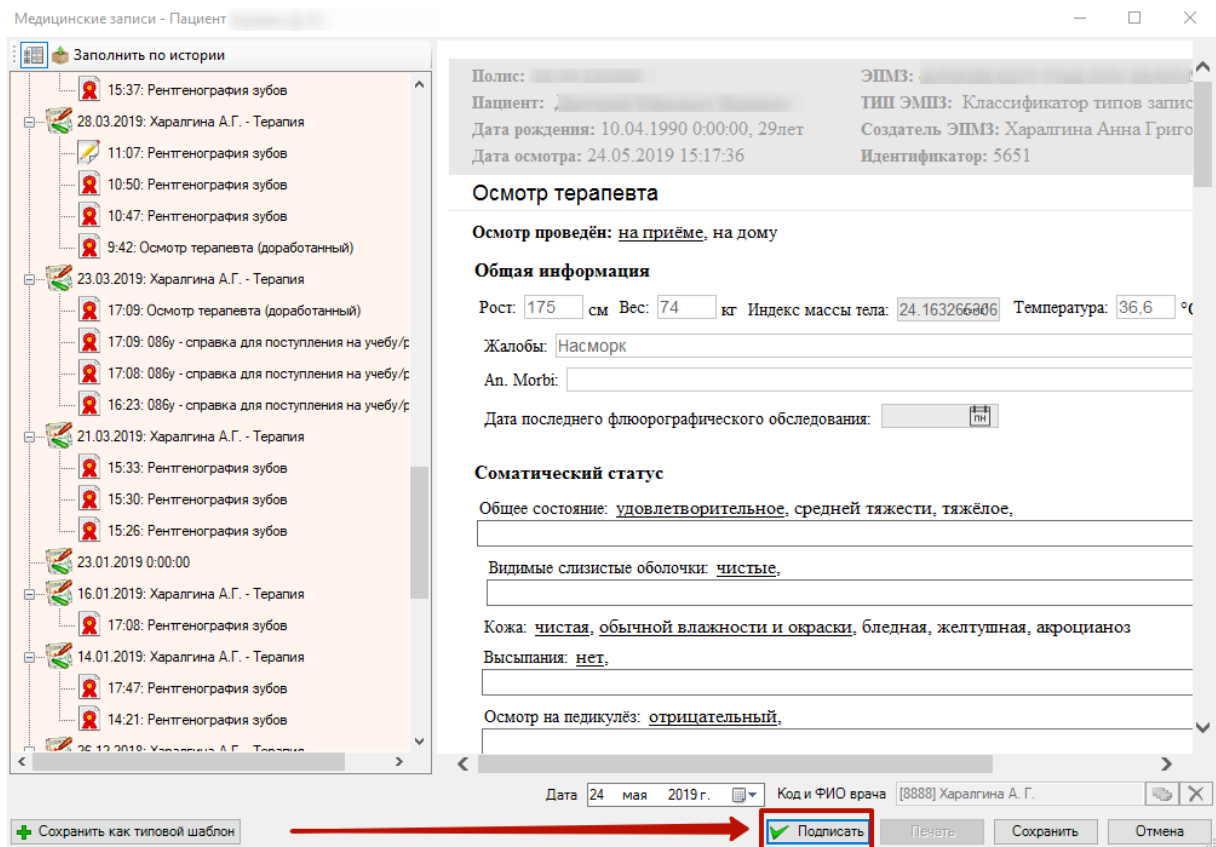 Медицинские записи - Пациент
Заполнить по истории
15:37: Рентгенография зубов
28.03.2019: Харалгина А.Г. - Терапия
11:07: Рентгенография зубов
10:50: Рентгенография зубов
10:47: Рентгенография зубов
9:42: Осмотр терапевта (доработанный)
23.03.2019: Харалгина А.Г. - Терапия
17:09: Осмотр терапевта (доработанный)
17:09: 086у - справка для поступления на учебу/р
17:08: 086у - справка для поступления на учебу/р
16:23: 086у - справка для поступления на учебу/р
21.03.2019: Харалгина А.Г. - Терапия
15:33: Рентгенография зубов
15:30: Рентгенография зубов
15:26: Рентгенография зубов
23.01.2019 0:00:00
16.01.2019: Харалгина А.Г. - Терапия
17:08: Рентгенография зубов
14.01.2019: Харалгина А.Г. - Терапия
17:47: Рентгенография зубов
14:21: Рентгенография зубов
26.12.2018: Харалгина А.Г. - Терапия
Полис: ЭПМЗ:
Пациент: ТИП ЭМПЗ: Классификатор типов запис
Дата рождения: 10.04.1990 0:00:00, 29лет Создатель ЭПМЗ: Харалгина Анна Григо
Дата осмотра: 24.05.2019 15:17:36 Идентификатор: 5651
Осмотр терапевта
Осмотр проведён: на приёме, на дому
Общая информация
Рост: 175 см Вес: 74 кг Индекс массы тела: Температура: 36,6 °C
Жалобы: Насморк
An. Morbi:
Дата последнего флюорографического обследования: ПН
Соматический статус
Общее состояние: удовлетворительное, средней тяжести, тяжёлое,
Видимые слизистые оболочки: чистые,
Кожа: чистая, обычной влажности и окраски, бледная, желтушная, акроцианоз
Высыпания: нет,
Осмотр на педикулёз: отрицательный,
Дата 24 мая 2019 г. Код и ФИО врача [8888] Харалгина А. Г.
Сохранить как типовой шаблон Подписать Печать Сохранить Отмена